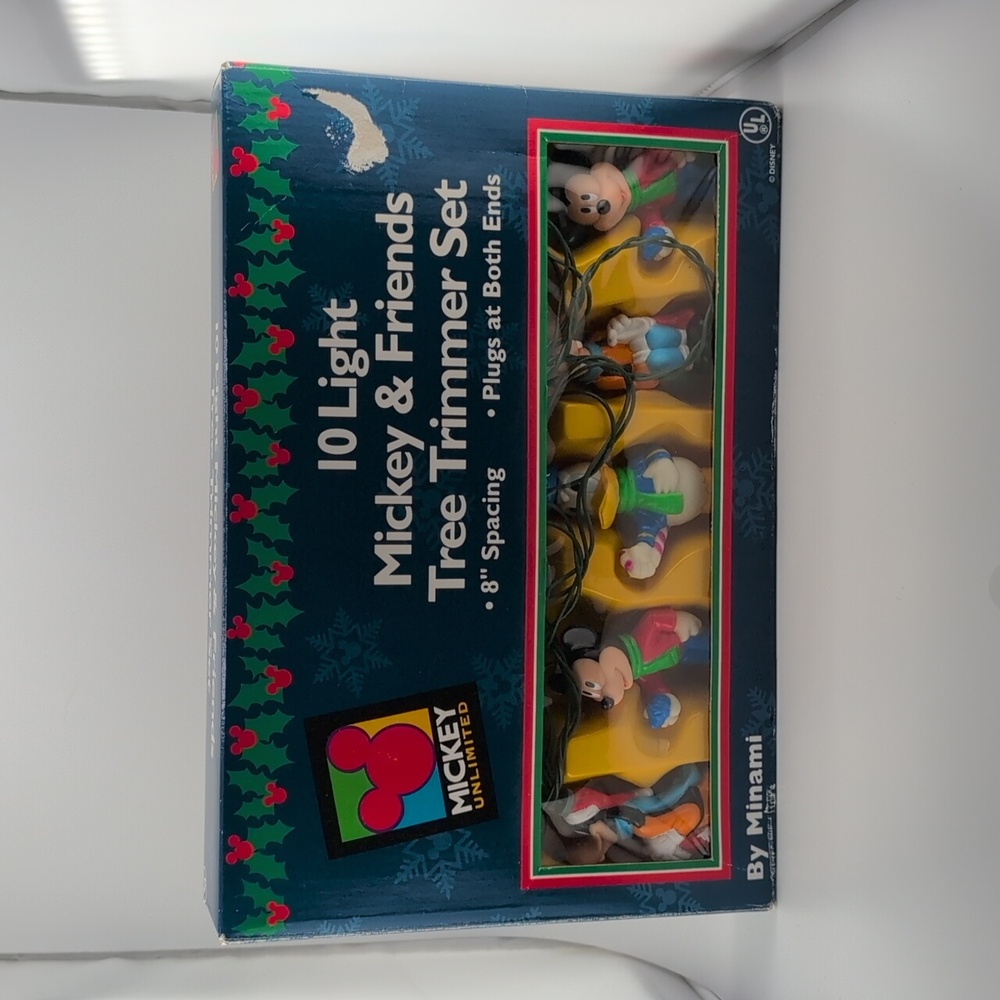 10 Light
Mickey & Friends
Tree Trimmer Set
• 8" Spacing • Plugs at Both Ends
MICKEY
UNLIMITED
By Minami
UL®
© DISNEY